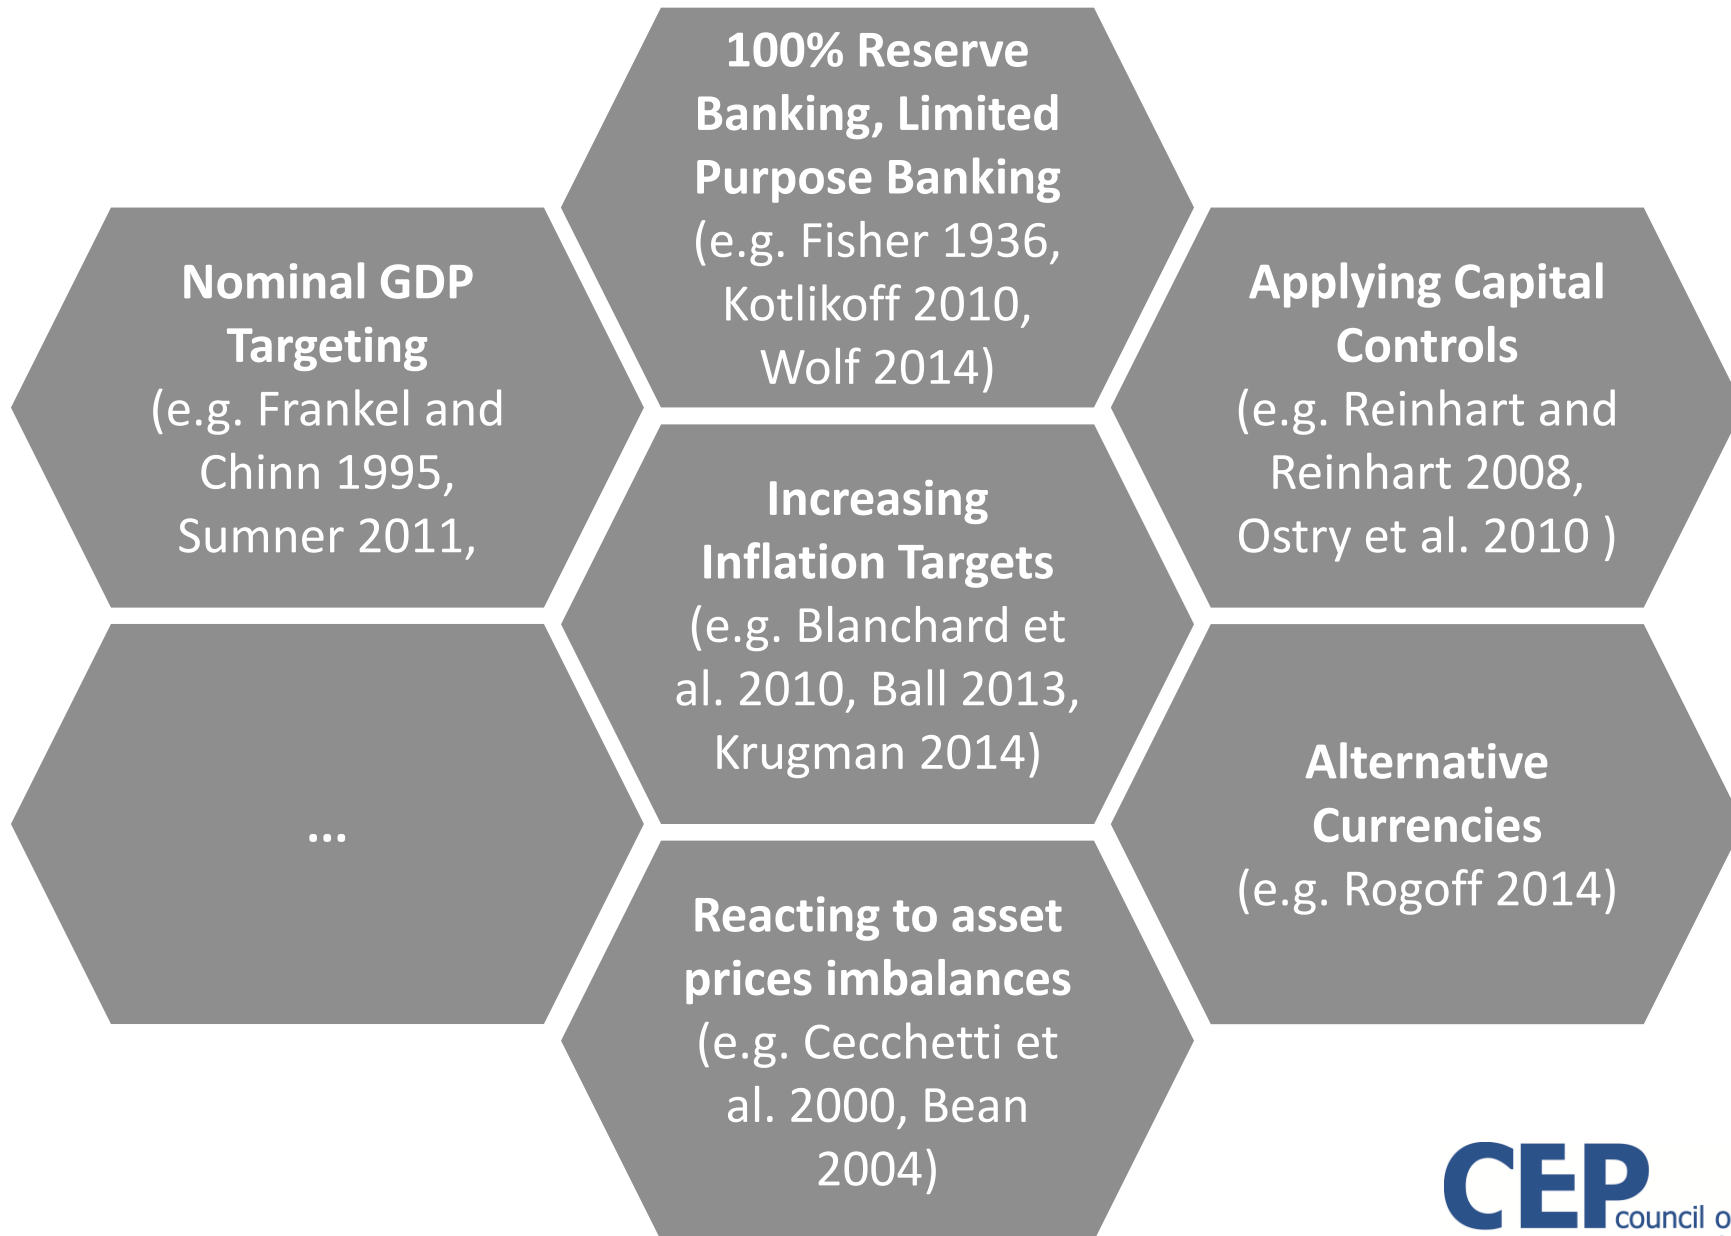 100% Reserve
Banking, Limited
Purpose Banking
(e.g. Fisher 1936,
Kotlikoff 2010,
Wolf 2014)
Nominal GDP
Targeting
(e.g. Frankel and
Chinn 1995,
Sumner 2011,
Applying Capital
Controls
(e.g. Reinhart and
Reinhart 2008,
Ostry et al. 2010 )
Increasing
Inflation Targets
(e.g. Blanchard et
al. 2010, Ball 2013,
Krugman 2014)
...
Alternative
Currencies
(e.g. Rogoff 2014)
Reacting to asset
prices imbalances
(e.g. Cecchetti et
al. 2000, Bean
2004)
CEP
council o